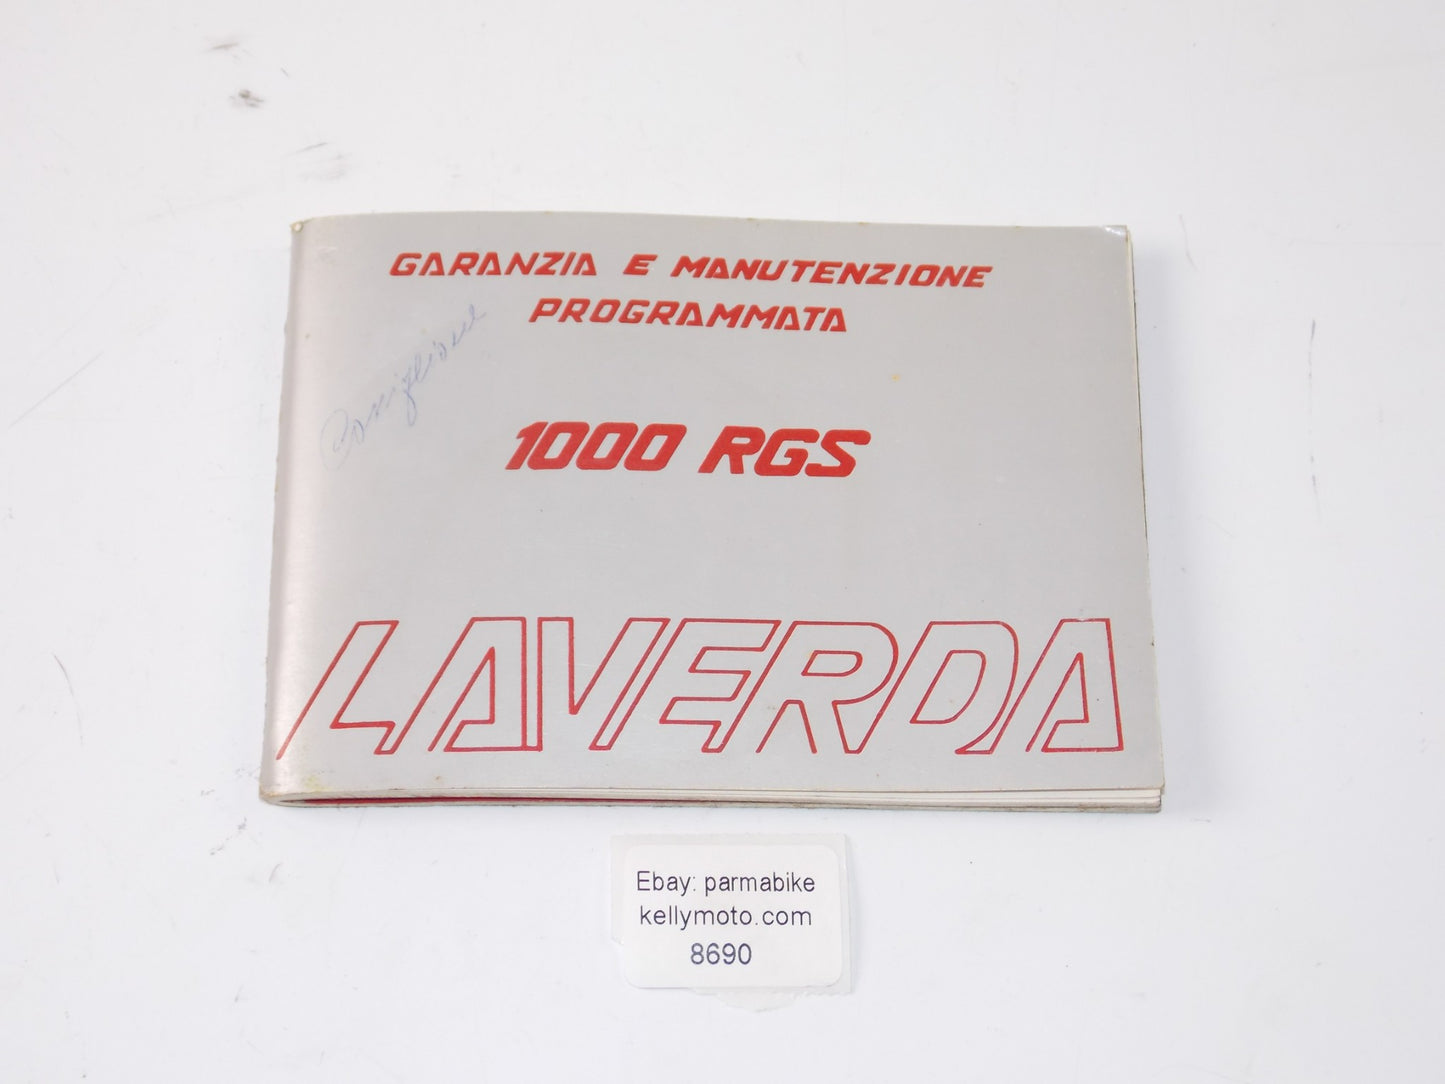 GARANZIA E MANUTENZIONE
PROGRAMMATA
1000 RGS
LAVERDA
Ebay: parmabike
kellymoto.com
8690